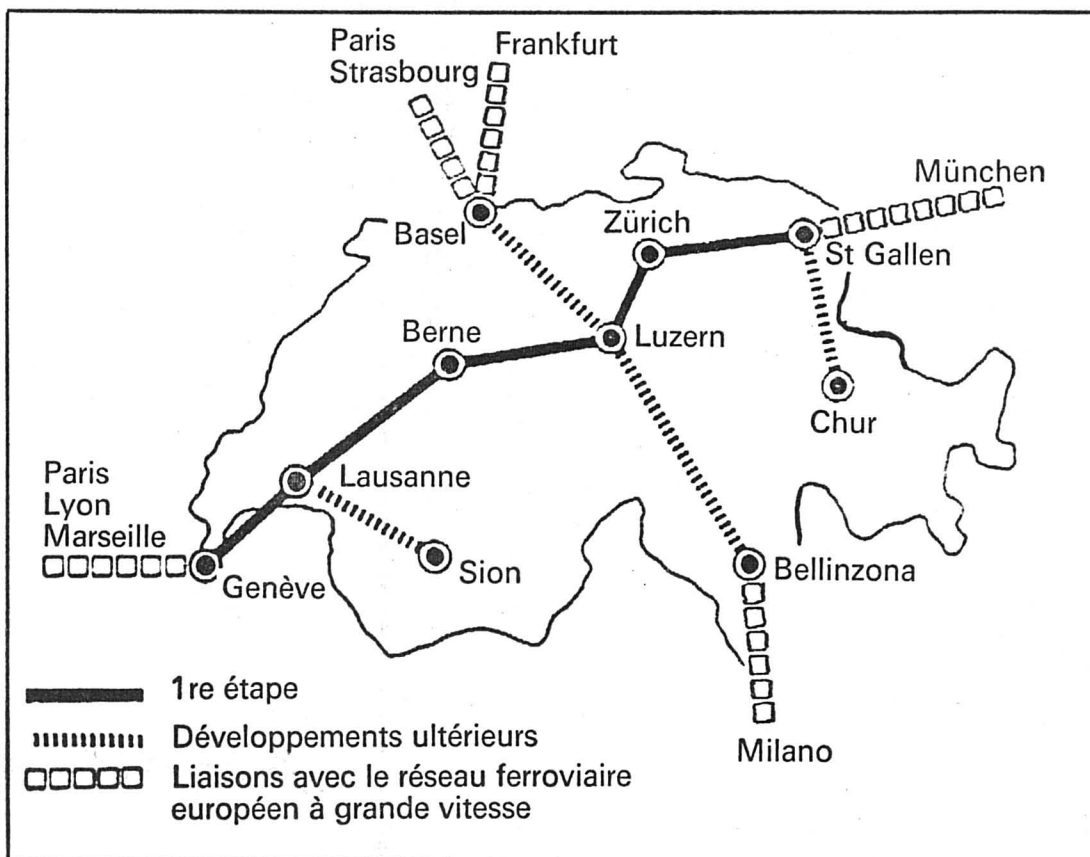 Paris
Strasbourg
Frankfurt
München
Basel
Zürich
St Gallen
Berne
Luzern
Chur
Paris
Lyon
Marseille
Lausanne
Genève
Sion
Bellinzona
Milano
1re étape
Développements ultérieurs
Liaisons avec le réseau ferroviaire
européen à grande vitesse